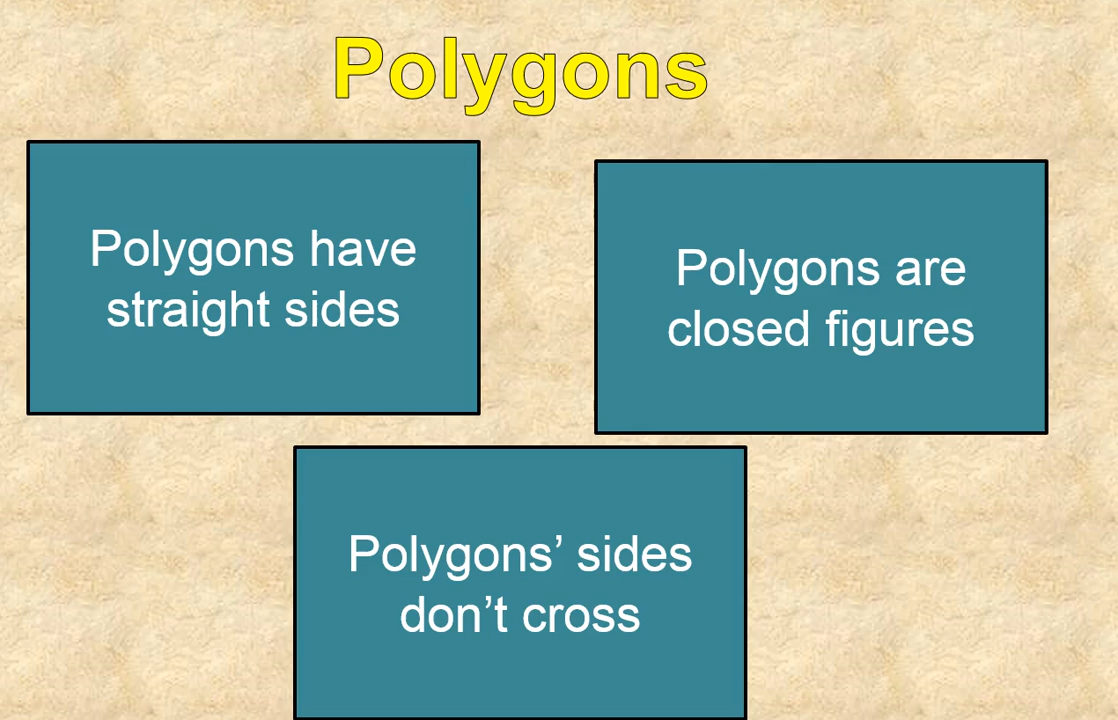 Polygons
Polygons have
straight sides
Polygons are
closed figures
Polygons’ sides
don’t cross